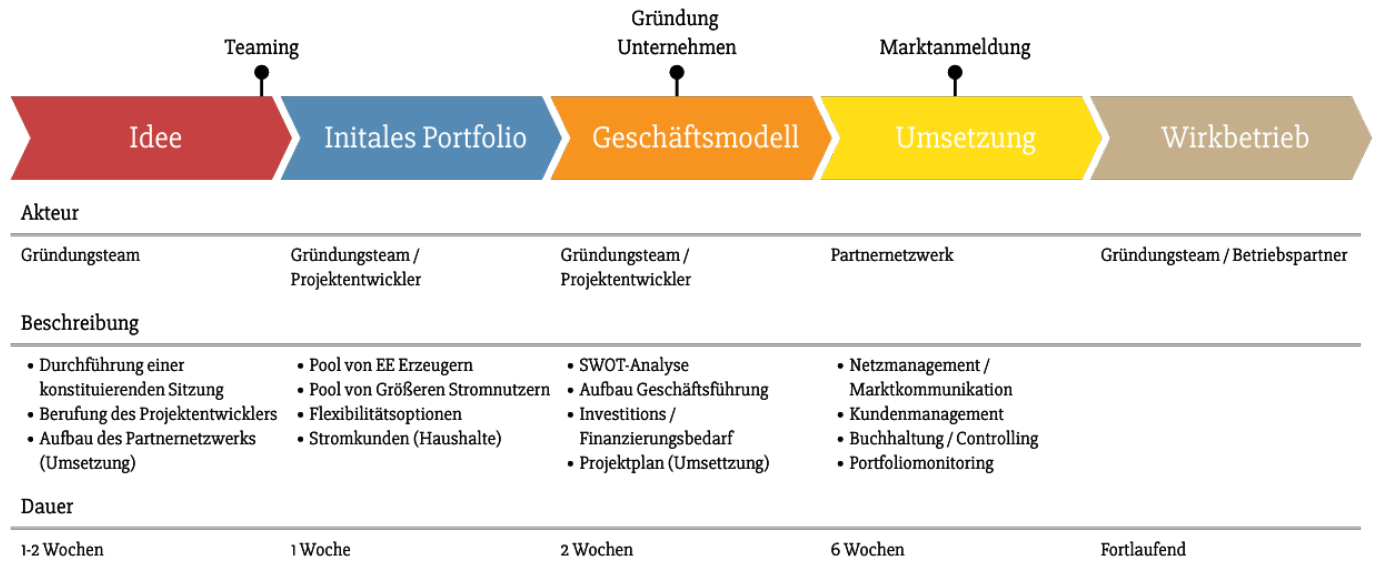 Teaming
Gründung
Unternehmen
Marktanmeldung
Idee
Initales Portfolio
Geschäftsmodell
Umsetzung
Wirkbetrieb
Akteur
Gründungsteam
Gründungsteam /
Projektentwickler
Gründungsteam /
Projektentwickler
Partnernetzwerk
Gründungsteam / Betriebspartner
Beschreibung
• Durchführung einer
konstituierenden Sitzung
• Berufung des Projektentwicklers
• Aufbau des Partnernetzwerks
(Umsetzung)
• Pool von EE Erzeugern
• Pool von Größeren Stromnutzern
• Flexibilitätsoptionen
• Stromkunden (Haushalte)
• SWOT-Analyse
• Aufbau Geschäftsführung
• Investitions /
Finanzierungsbedarf
• Projektplan (Umsettzung)
• Netzmanagement /
Marktkommunikation
• Kundenmanagement
• Buchhaltung / Controlling
• Portfoliomonitoring
Dauer
1-2 Wochen
1 Woche
2 Wochen
6 Wochen
Fortlaufend